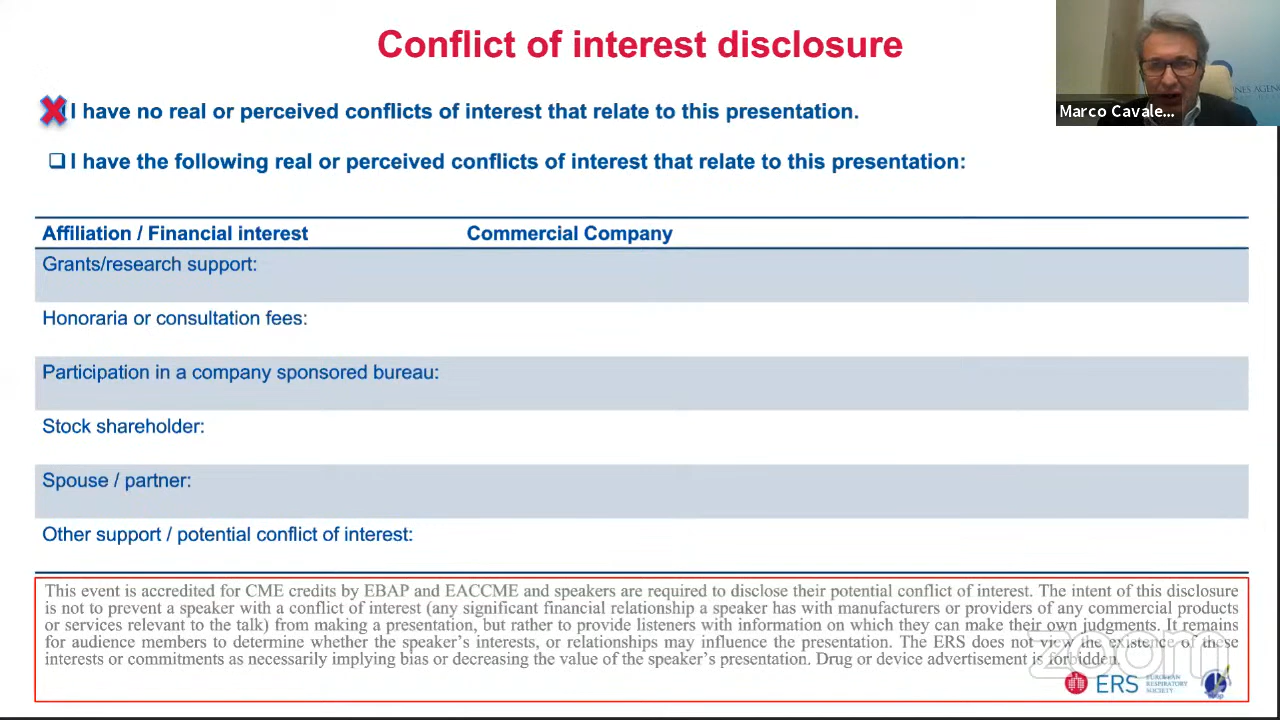 Conflict of interest disclosure
I have no real or perceived conflicts of interest that relate to this presentation.
I have the following real or perceived conflicts of interest that relate to this presentation:
NES AGENC
Marco Cavale...
Affiliation / Financial interest
Commercial Company
Grants/research support:
Honoraria or consultation fees:
Participation in a company sponsored bureau:
Stock shareholder:
Spouse / partner:
Other support / potential conflict of interest:
This event is accredited for CME credits by EBAP and EACCME and speakers are required to disclose their potential conflict of interest. The intent of this disclosure
is not to prevent a speaker with a conflict of interest (any significant financial relationship a speaker has with manufacturers or providers of any commercial products
or services relevant to the talk) from making a presentation, but rather to provide listeners with information on which they can make their own judgments. It remains
for audience members to determine whether the speaker's interests, or relationships may influence the presentation. The ERS does not view the existence of these
interests or commitments as necessarily implying bias or decreasing the value of the speaker's presentation. Drug or device advertisement is forbidden.
zoom
ERS
EUROPEAN
RESPIRATORY
SOCIETY